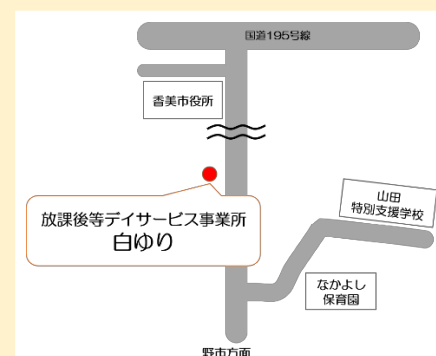 国道195号線
香美市役所
山田
特別支援学校
放課後等デイサービス事業所
白ゆり
なかよし
保育園
野市方面